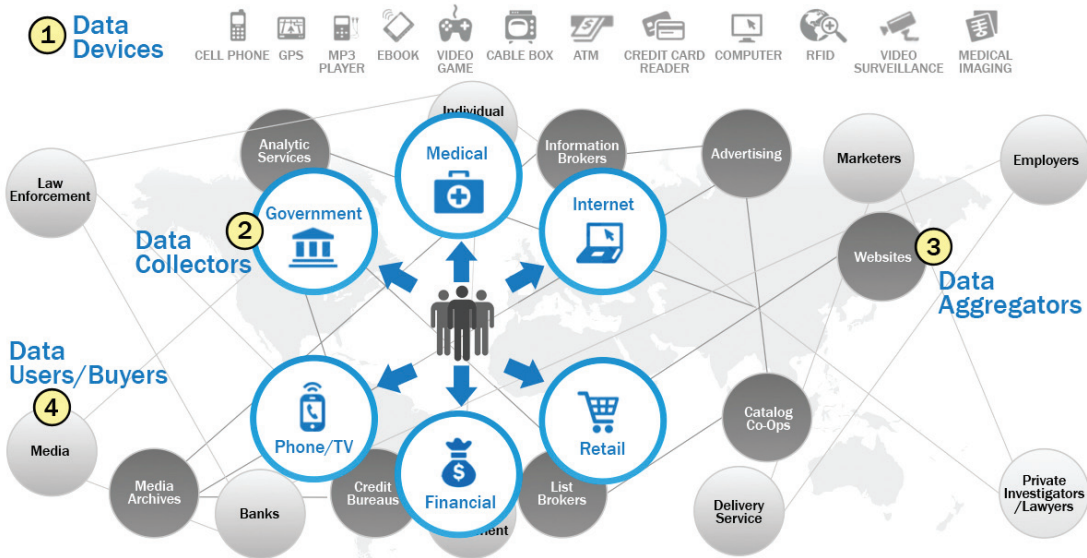 1 Data
Devices
CELL PHONE
GPS
MP3
PLAYER
EBOOK
VIDEO
GAME
CABLE BOX
ATM
CREDIT CARD
READER
COMPUTER
RFID
VIDEO
SURVEILLANCE
MEDICAL
IMAGING
Individual
Analytic
Services
Medical
Information
Brokers
Advertising
Marketers
Employers
Law
Enforcement
Government
Internet
2
Data
Collectors
Websites
3
Data
Aggregators
Data
Users/Buyers
4
Media
Phone/TV
Retail
Catalog
Co-Ops
Media
Archives
Banks
Credit
Bureaus
$
Financial
List
Brokers
Delivery
Service
Private
Investigators
/Lawyers